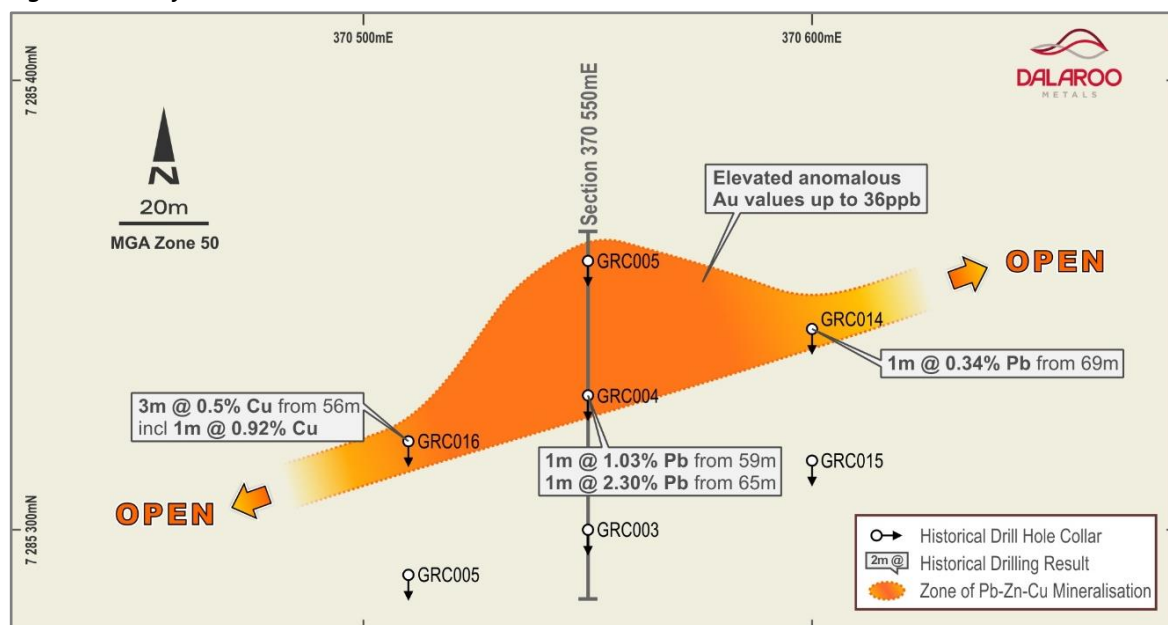 370 500mE
370 600mE
7 285 400mN
7 285 300mN
DALAROO
METALS
N
20m
MGA Zone 50
Section 370 550mE
Elevated anomalous
Au values up to 36ppb
OPEN
GRC005
GRC014
1m @ 0.34% Pb from 69m
3m @ 0.5% Cu from 56m
incl 1m @ 0.92% Cu
GRC016
GRC004
1m @ 1.03% Pb from 59m
1m @ 2.30% Pb from 65m
GRC015
OPEN
GRC003
GRC005
Historical Drill Hole Collar
2m @
Historical Drilling Result
Zone of Pb-Zn-Cu Mineralisation